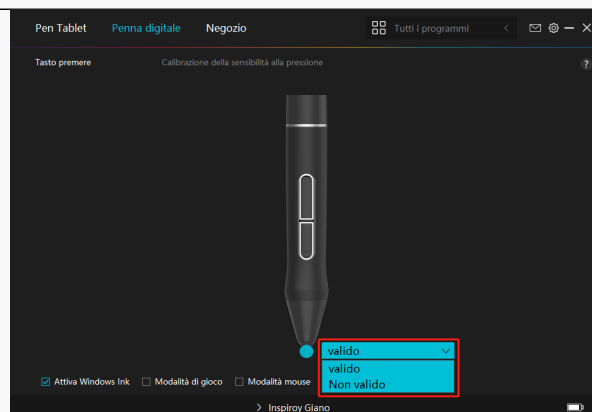 Pen Tablet Penna digitale Negozio Tutti i programmi
Tasto premere Calibrazione della sensibilità alla pressione ?
valido
valido
Non valido
Attiva Windows Ink Modalità di gioco Modalità mouse
Inspiroy Giano